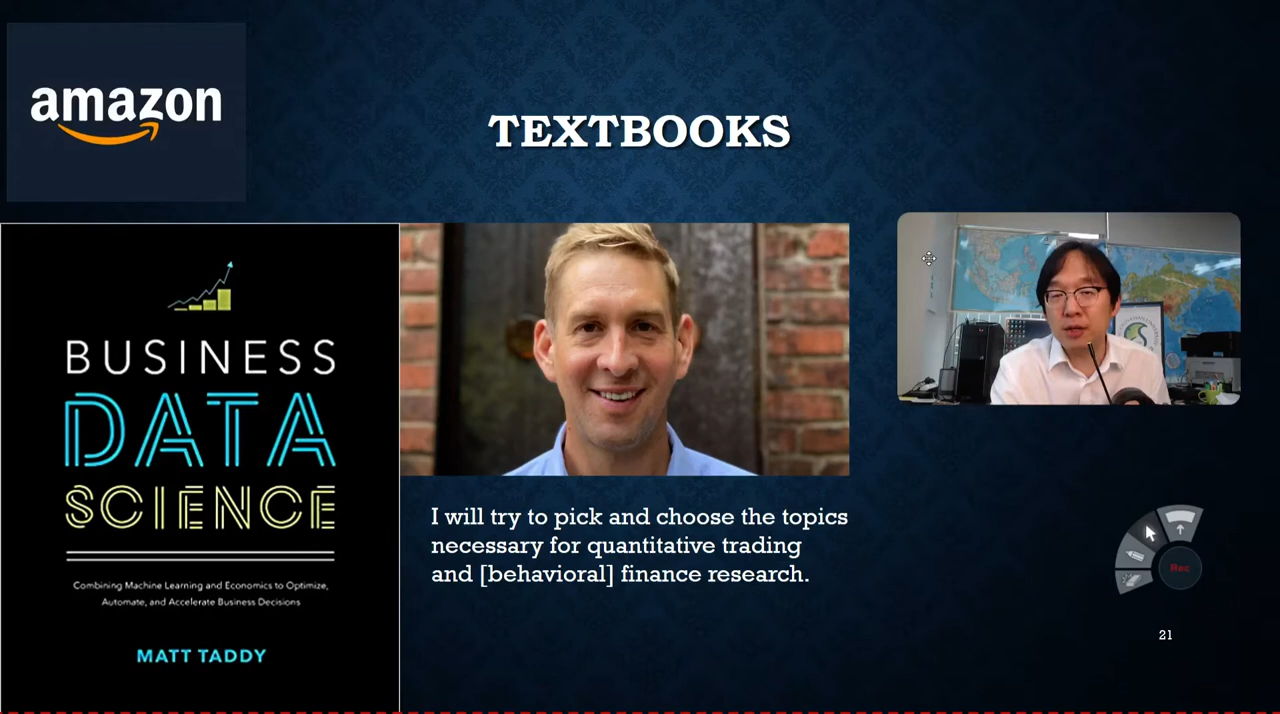 amazon
TEXTBOOKS
BUSINESS
DATA
SCIENCE
Combining Machine Learning and Economics to Optimize,
Automate, and Accelerate Business Decisions
MATT TADDY
I will try to pick and choose the topics
necessary for quantitative trading
and [behavioral] finance research.
Rec
21